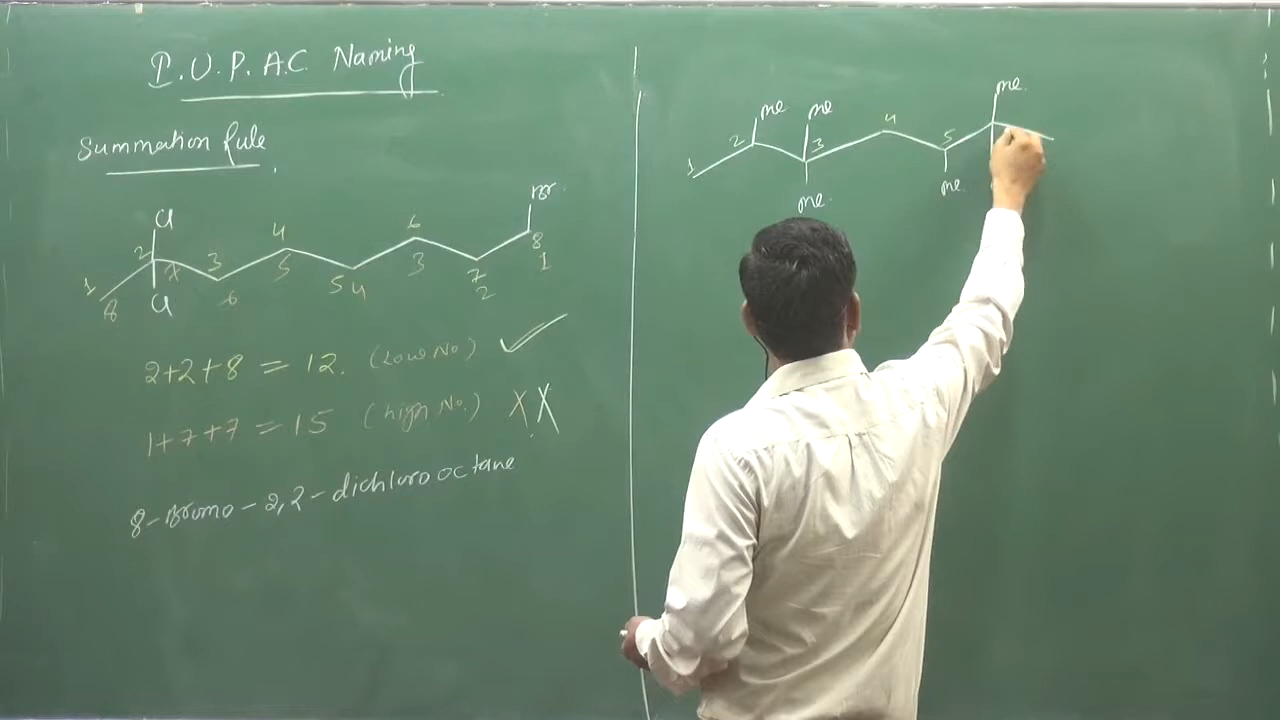 I.U.P.A.C. Naming
Summation Rule
Cl
Br
2
3
4
6
1
8
7
6
5
5 4
3
7
2
8
1
Cl
2+2+8 = 12. (Low No.)
1+7+7 = 15 (high No.) X X
8-Bromo-2,2-dichloro octane
me me me
1 2 3 4 5
me me